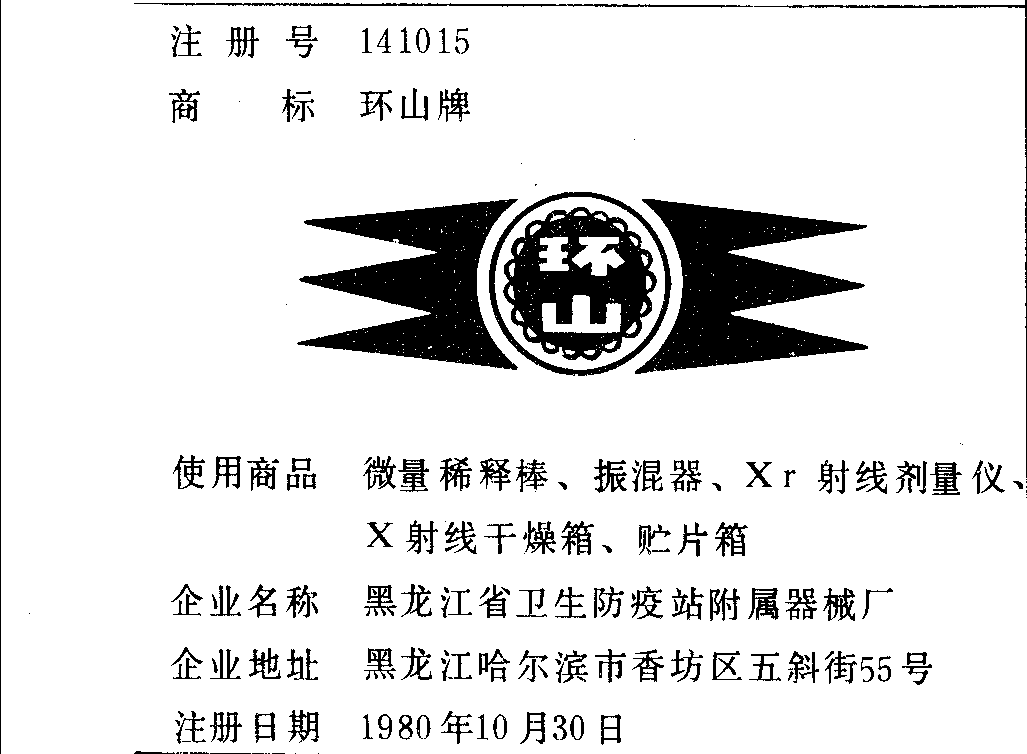 注册号 141015
商标 环山牌
环
山
使用商品 微量稀释棒、振混器、Xr射线剂量仪、
X射线干燥箱、贮片箱
企业名称 黑龙江省卫生防疫站附属器械厂
企业地址 黑龙江哈尔滨市香坊区五斜街55号
注册日期 1980年10月30日